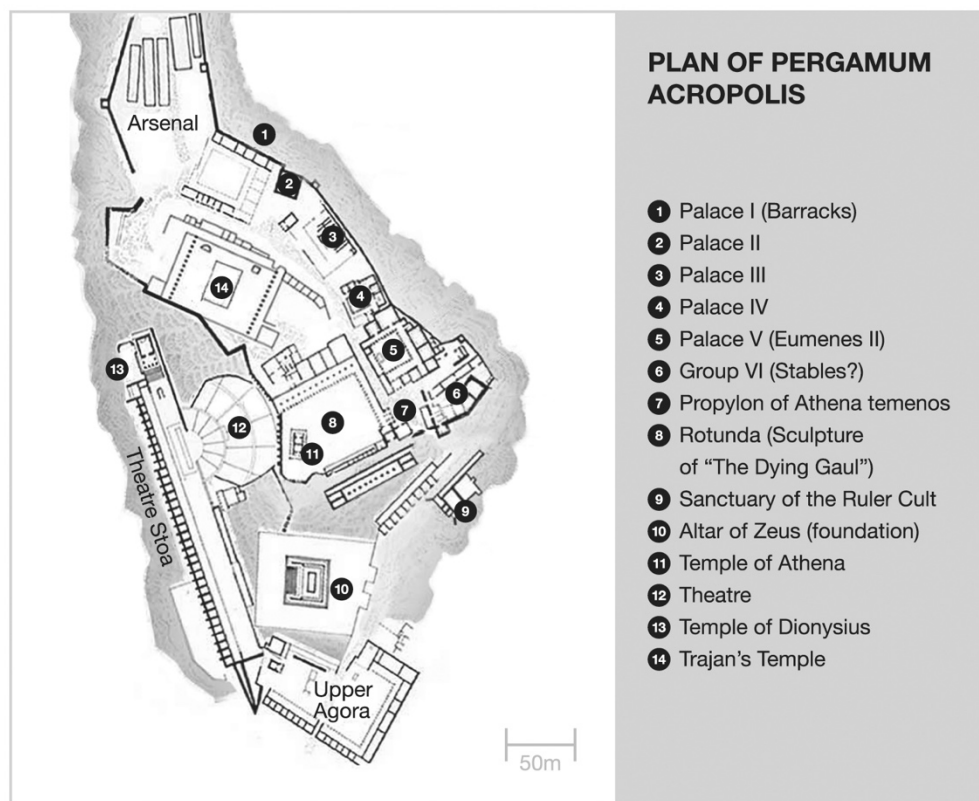 PLAN OF PERGAMUM
ACROPOLIS
1 Palace I (Barracks)
2 Palace II
3 Palace III
4 Palace IV
5 Palace V (Eumenes II)
6 Group VI (Stables?)
7 Propylon of Athena temenos
8 Rotunda (Sculpture
of “The Dying Gaul”)
9 Sanctuary of the Ruler Cult
10 Altar of Zeus (foundation)
11 Temple of Athena
12 Theatre
13 Temple of Dionysius
14 Trajan’s Temple
Arsenal
1
2
3
14
4
5
13
6
7
8
12
11
Theatre Stoa
9
10
Upper
Agora
50m